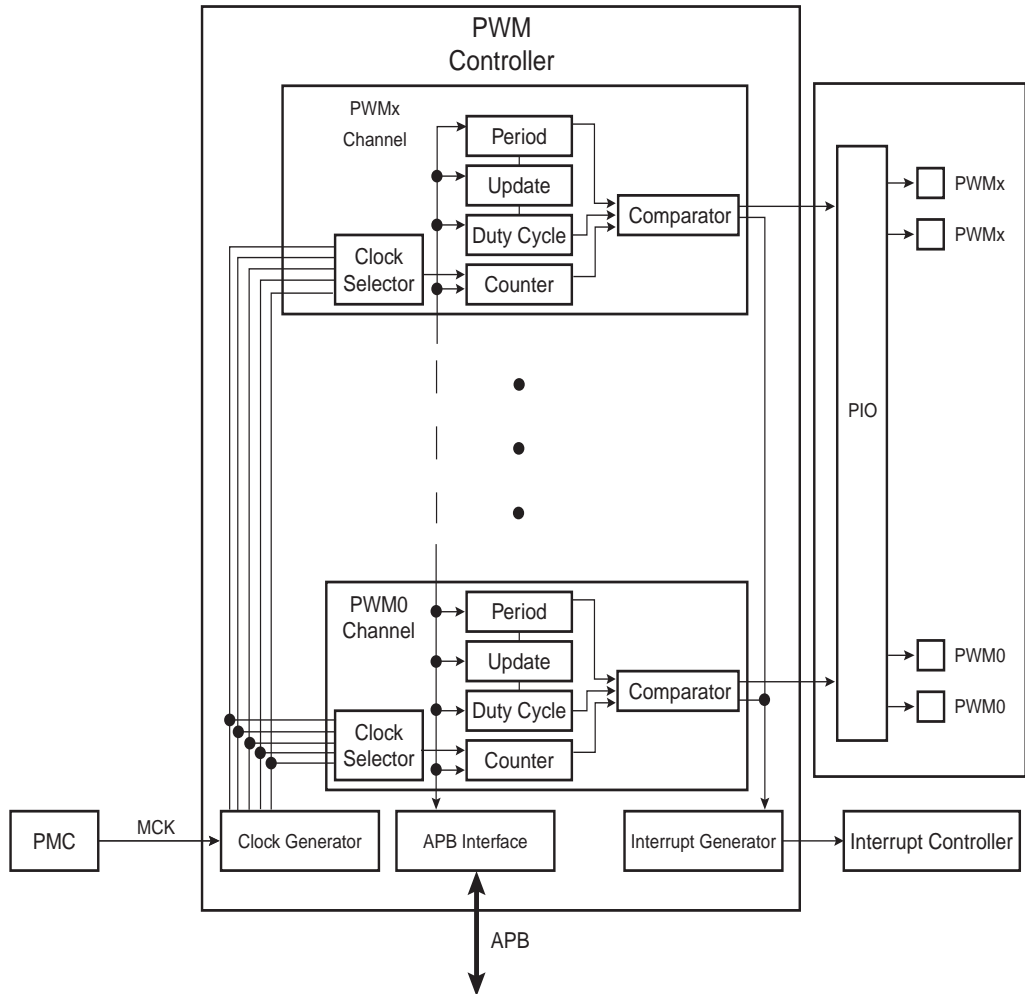 PWM
Controller
PWMx
Channel
Period
Update
Duty Cycle
Clock
Selector
Counter
Comparator
PIO
PWMx
PWMx
PWM0
Channel
Period
Update
Duty Cycle
Clock
Selector
Counter
Comparator
PWM0
PWM0
PMC
MCK
Clock Generator
APB Interface
Interrupt Generator
Interrupt Controller
APB